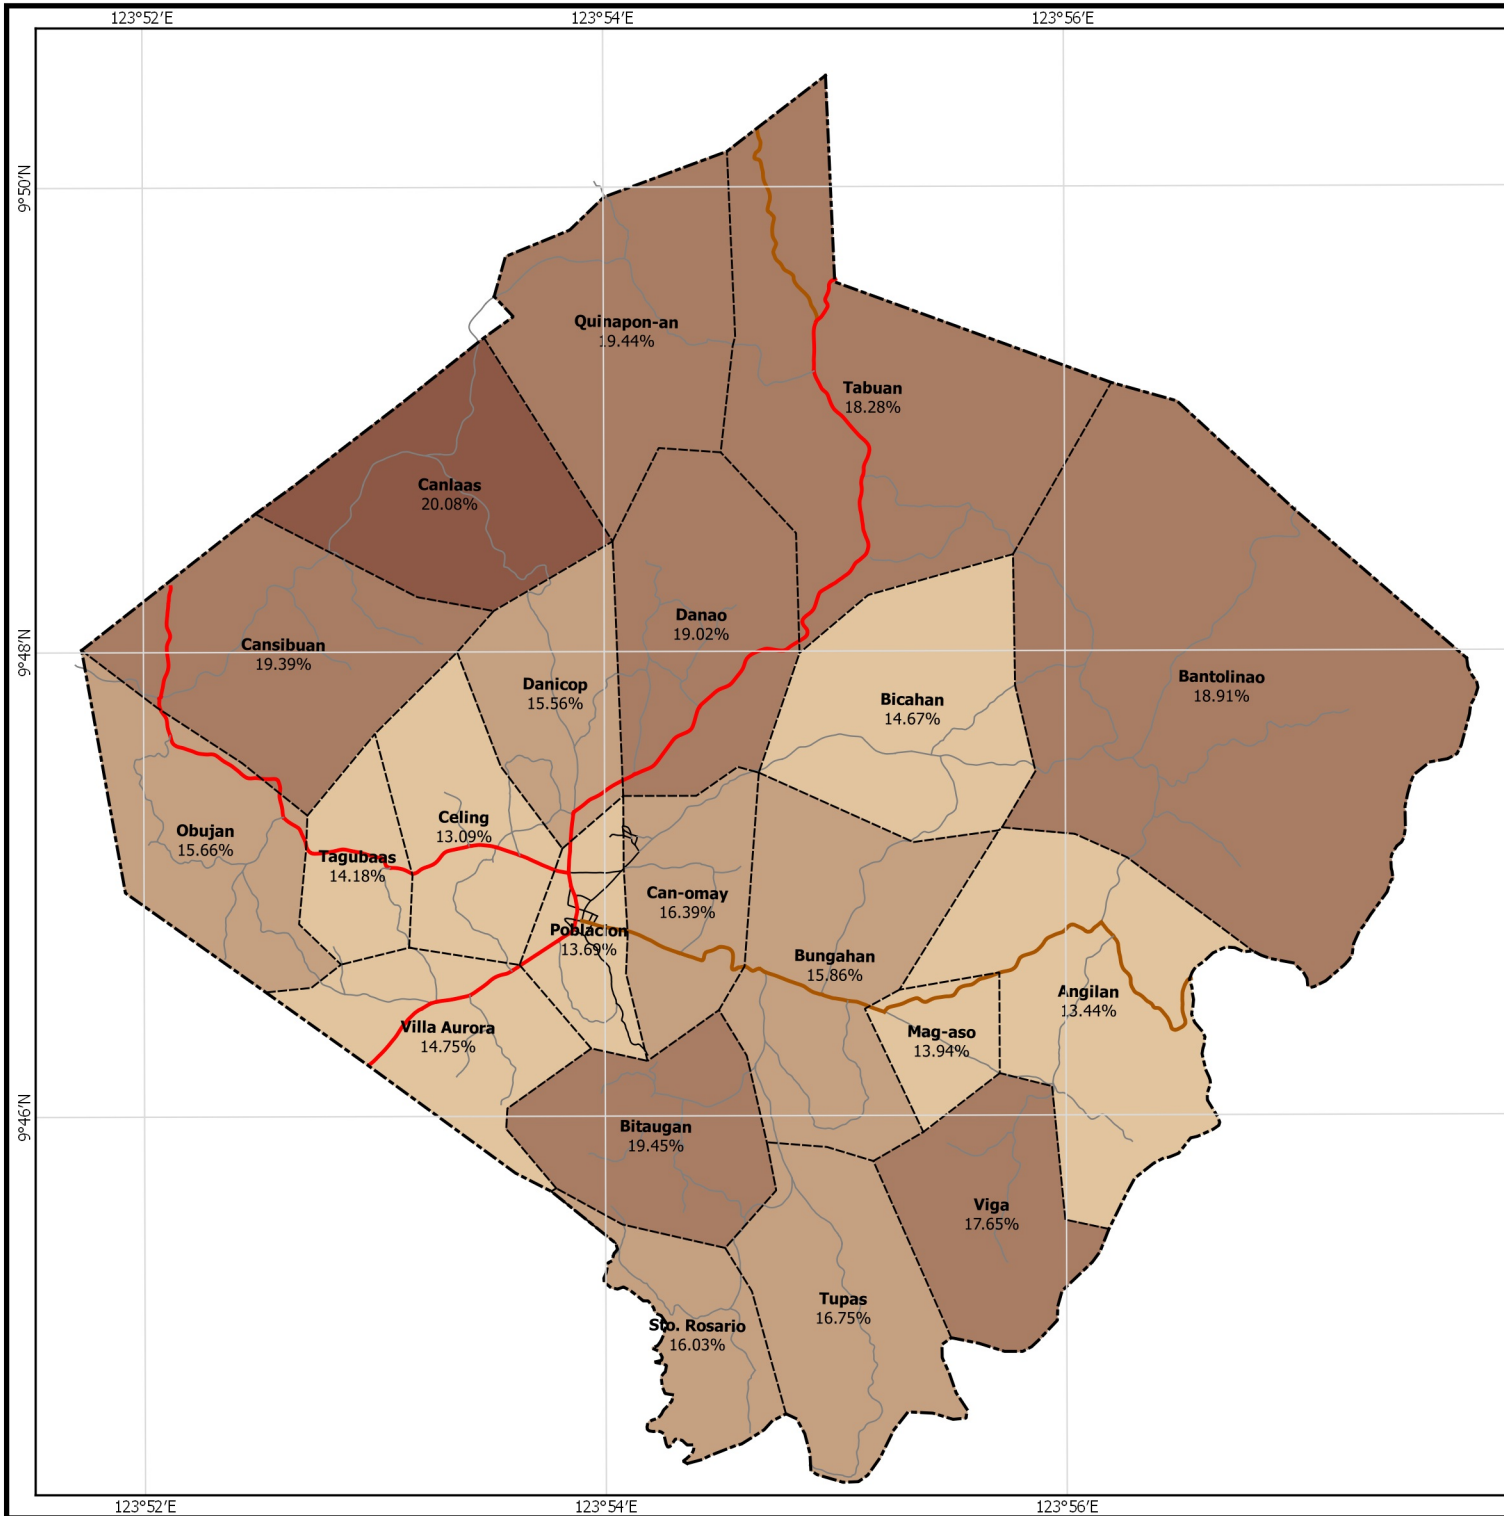 123°52′E
123°54′E
123°56′E
9°50′N
Quinapon-an
19.44%
Tabuan
18.28%
Canlaas
20.08%
Danao
19.02%
Cansibuan
19.39%
9°48′N
Danicop
15.56%
Bicahan
14.67%
Bantolinao
18.91%
Obujan
15.66%
Celing
13.09%
Tagubaas
14.18%
Can-omay
16.39%
Poblacion
13.69%
Bungahan
15.86%
Angilan
13.44%
Villa Aurora
14.75%
Mag-aso
13.94%
9°46′N
Bitaugan
19.45%
Viga
17.65%
Tupas
16.75%
Sto. Rosario
16.03%
123°52′E
123°54′E
123°56′E